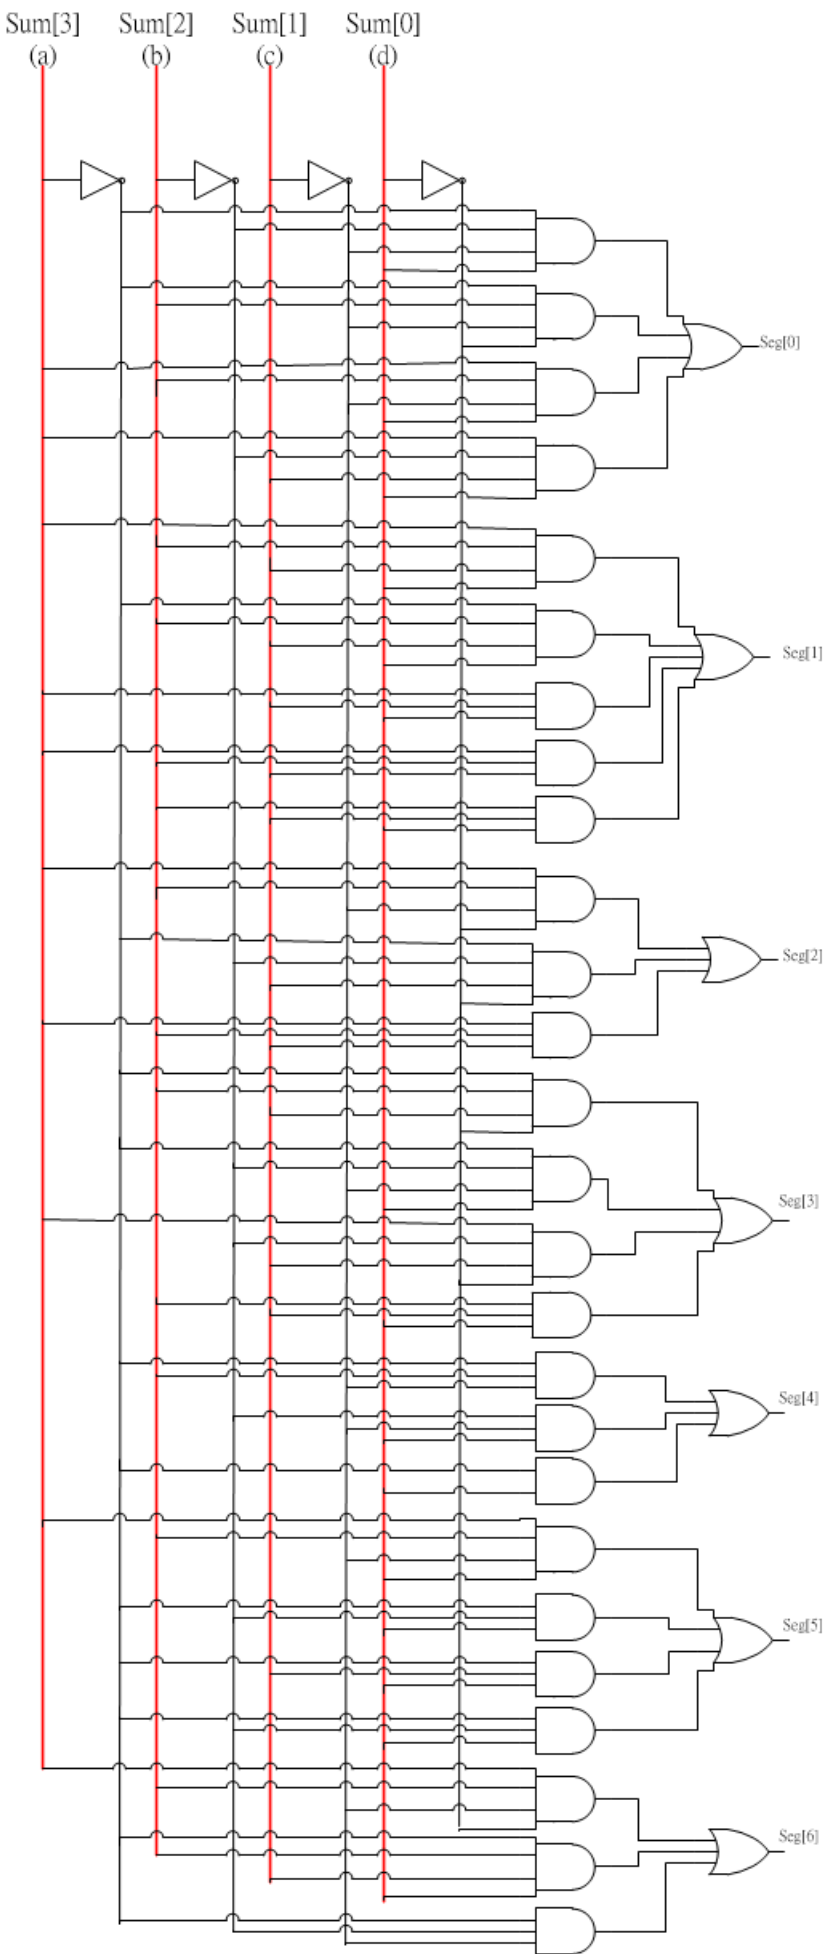 Sum[3] Sum[2] Sum[1] Sum[0]
(a) (b) (c) (d)
Seg[0]
Seg[1]
Seg[2]
Seg[3]
Seg[4]
Seg[5]
Seg[6]